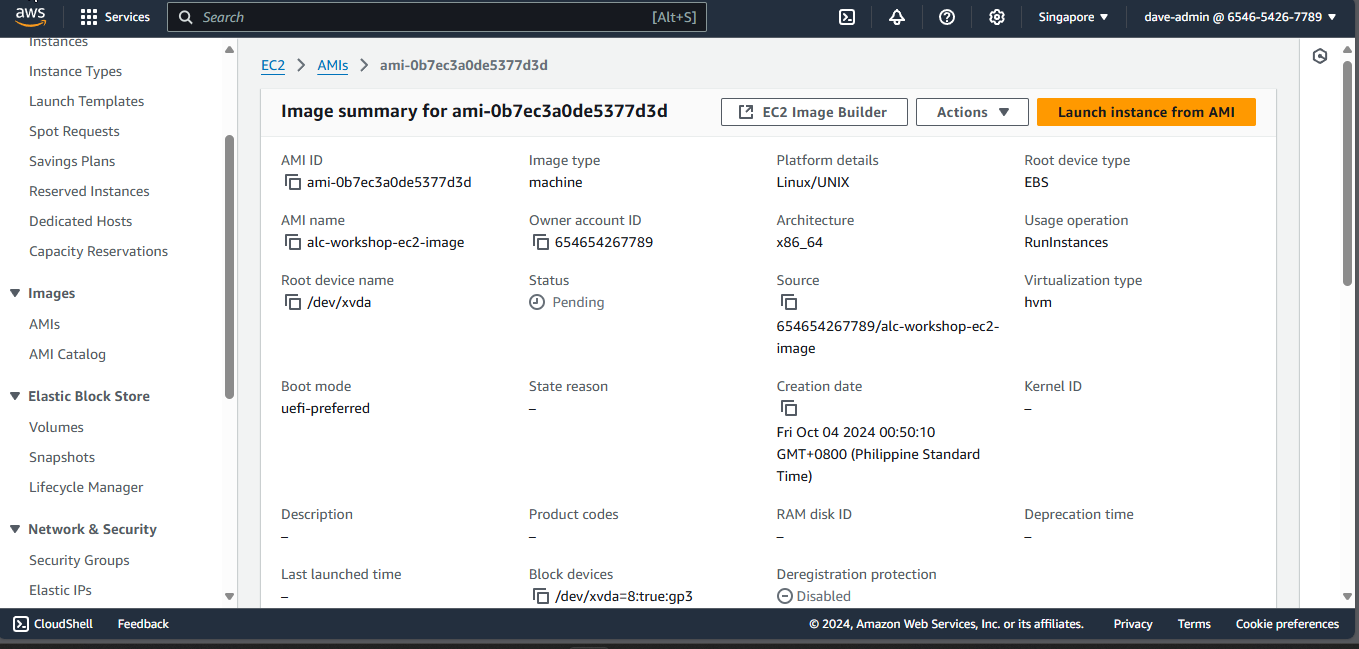 aws
Services
Search [Alt+S]
Singapore
dave-admin @ 6546-5426-7789
Instances
Instance Types
Launch Templates
Spot Requests
Savings Plans
Reserved Instances
Dedicated Hosts
Capacity Reservations
Images
AMIs
AMI Catalog
Elastic Block Store
Volumes
Snapshots
Lifecycle Manager
Network & Security
Security Groups
Elastic IPs
EC2 > AMIs > ami-0b7ec3a0de5377d3d
Image summary for ami-0b7ec3a0de5377d3d
EC2 Image Builder
Actions
Launch instance from AMI
AMI ID
ami-0b7ec3a0de5377d3d
Image type
machine
Platform details
Linux/UNIX
Root device type
EBS
AMI name
alc-workshop-ec2-image
Owner account ID
654654267789
Architecture
x86_64
Usage operation
RunInstances
Root device name
/dev/xvda
Status
Pending
Source
654654267789/alc-workshop-ec2-
image
Virtualization type
hvm
Boot mode
uefi-preferred
State reason
–
Creation date
Fri Oct 04 2024 00:50:10
GMT+0800 (Philippine Standard
Time)
Kernel ID
–
Description
–
Product codes
–
RAM disk ID
–
Deprecation time
–
Last launched time
–
Block devices
/dev/xvda=8:true:gp3
Deregistration protection
Disabled
CloudShell
Feedback
© 2024, Amazon Web Services, Inc. or its affiliates.
Privacy
Terms
Cookie preferences